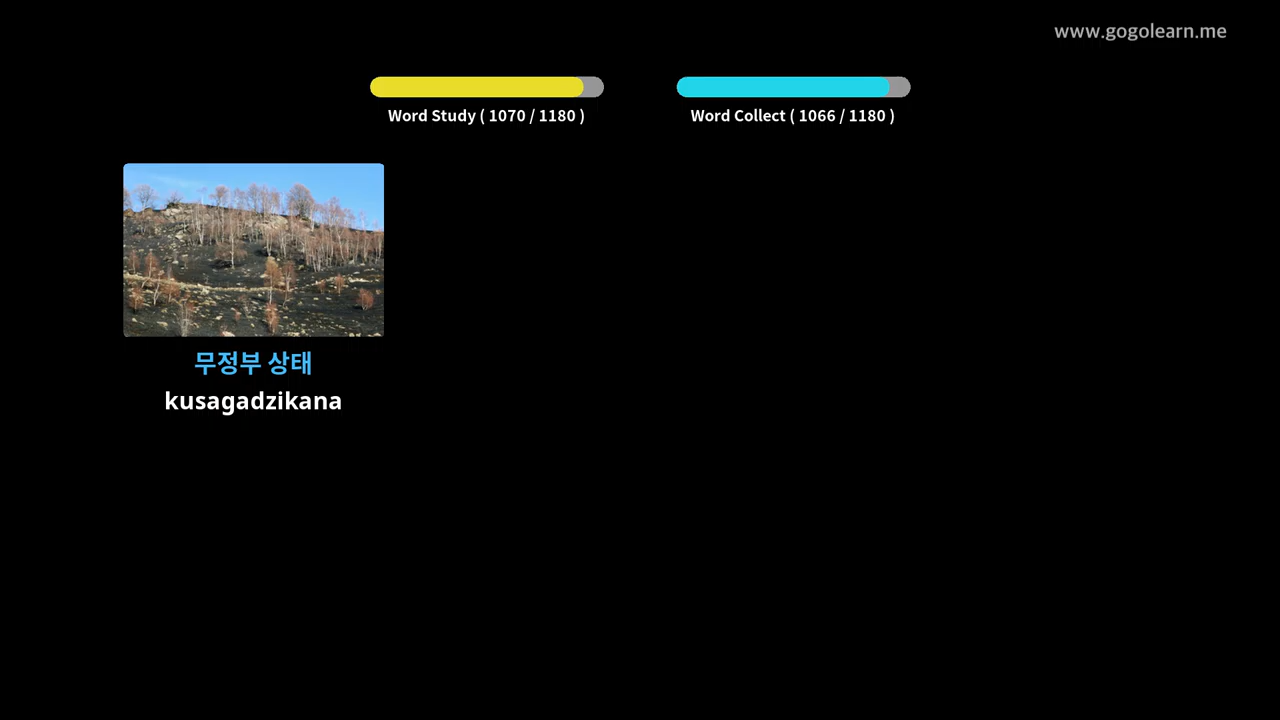 www.gogolearn.me
Word Study ( 1070 / 1180 )
Word Collect ( 1066 / 1180 )
무정부 상태
kusagadzikana